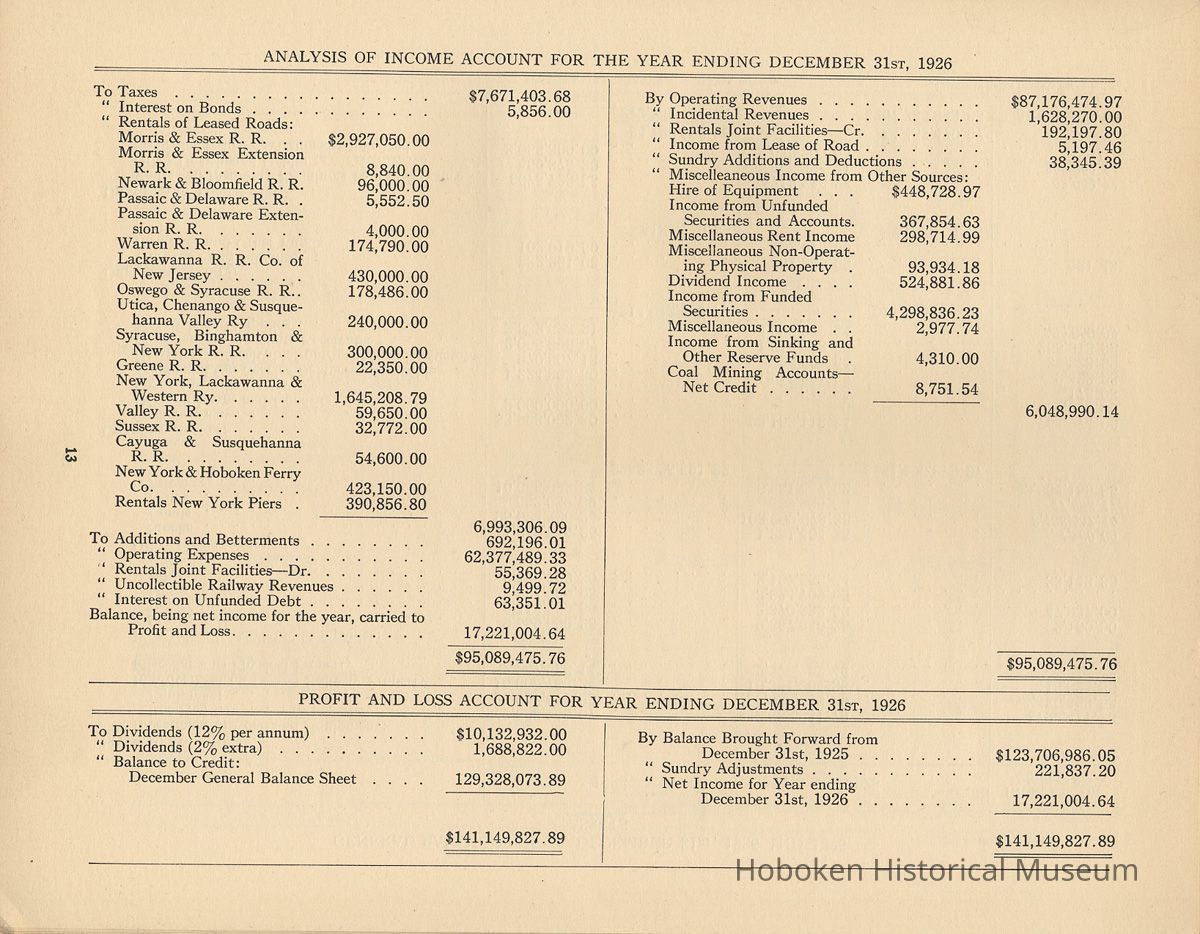 ANALYSIS OF INCOME ACCOUNT FOR THE YEAR ENDING DECEMBER 31ST, 1926
To Taxes . . . . . . . . . . . . . . . . . $7,671,403.68
“ Interest on Bonds . . . . . . . . . . . . 5,856.00
“ Rentals of Leased Roads:
Morris & Essex R. R. . . $2,927,050.00
Morris & Essex Extension
R. R. . . . . . . . . 8,840.00
Newark & Bloomfield R. R. 96,000.00
Passaic & Delaware R. R. . 5,552.50
Passaic & Delaware Exten-
sion R. R. . . . . . . 4,000.00
Warren R. R. . . . . . . 174,790.00
Lackawanna R. R. Co. of
New Jersey . . . . . . 430,000.00
Oswego & Syracuse R. R. . 178,486.00
Utica, Chenango & Susque-
hanna Valley Ry . . . 240,000.00
Syracuse, Binghamton &
New York R. R. . . . 300,000.00
Greene R. R. . . . . . . 22,350.00
New York, Lackawanna &
Western Ry. . . . . . 1,645,208.79
Valley R. R. . . . . . . 59,650.00
Sussex R. R. . . . . . . 32,772.00
Cayuga & Susquehanna
R. R. . . . . . . . . 54,600.00
New York & Hoboken Ferry
Co. . . . . . . . . . 423,150.00
Rentals New York Piers . 390,856.80
6,993,306.09
To Additions and Betterments . . . . . . . . 692,196.01
“ Operating Expenses . . . . . . . . . . . 62,377,489.33
‘ Rentals Joint Facilities—Dr. . . . . . . . 55,369.28
“ Uncollectible Railway Revenues . . . . . . 9,499.72
“ Interest on Unfunded Debt . . . . . . . . 63,351.01
Balance, being net income for the year, carried to
Profit and Loss. . . . . . . . . . . . . 17,221,004.64
$95,089,475.76
By Operating Revenues . . . . . . . . . . . $87,176,474.97
“ Incidental Revenues . . . . . . . . . . . 1,628,270.00
“ Rentals Joint Facilities—Cr. . . . . . . . 192,197.80
“ Income from Lease of Road . . . . . . . . 5,197.46
“ Sundry Additions and Deductions . . . . . 38,345.39
“ Miscelleaneous Income from Other Sources:
Hire of Equipment . . . $448,728.97
Income from Unfunded
Securities and Accounts. 367,854.63
Miscellaneous Rent Income 298,714.99
Miscellaneous Non-Operat-
ing Physical Property . 93,934.18
Dividend Income . . . . 524,881.86
Income from Funded
Securities . . . . . . . 4,298,836.23
Miscellaneous Income . . 2,977.74
Income from Sinking and
Other Reserve Funds . 4,310.00
Coal Mining Accounts—
Net Credit . . . . . . 8,751.54
6,048,990.14
$95,089,475.76
13
PROFIT AND LOSS ACCOUNT FOR YEAR ENDING DECEMBER 31ST, 1926
To Dividends (12% per annum) . . . . . . . $10,132,932.00
“ Dividends (2% extra) . . . . . . . . . . 1,688,822.00
“ Balance to Credit:
December General Balance Sheet . . . . 129,328,073.89
$141,149,827.89
By Balance Brought Forward from
December 31st, 1925 . . . . . . . . $123,706,986.05
“ Sundry Adjustments . . . . . . . . . . . 221,837.20
“ Net Income for Year ending
December 31st, 1926 . . . . . . . . 17,221,004.64
$141,149,827.89
Hoboken Historical Museum